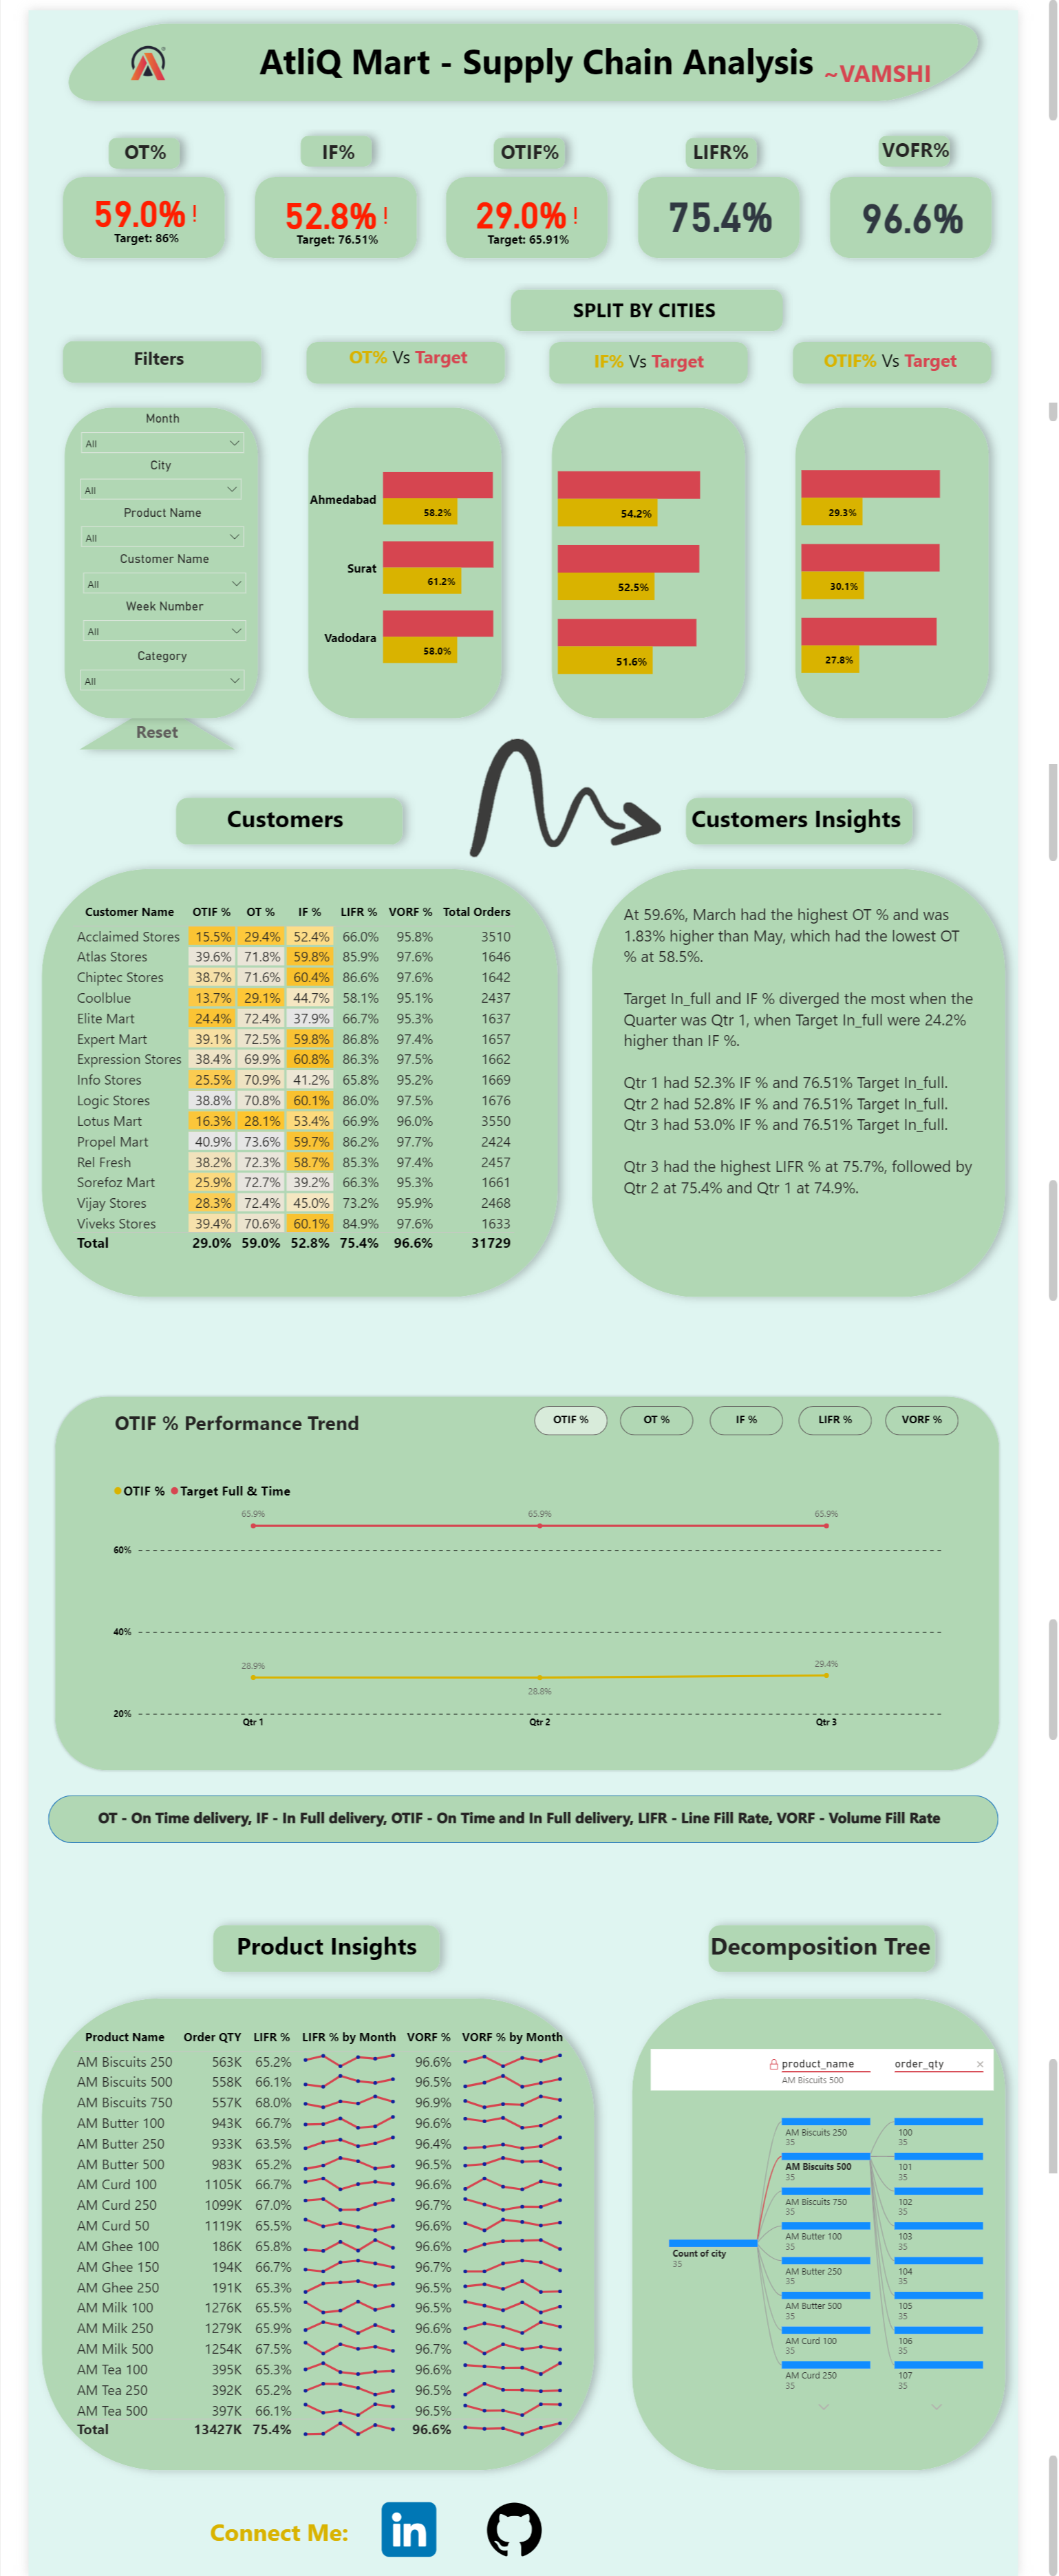 AtliQ Mart - Supply Chain Analysis ~VAMSHI
OT% IF% OTIF% LIFR% VOFR%
59.0% ! 52.8% ! 29.0% ! 75.4% 96.6%
Target: 86% Target: 76.51% Target: 65.91%
SPLIT BY CITIES
Filters OT% Vs Target IF% Vs Target OTIF% Vs Target
Month
All
City
All
Product Name
All
Customer Name
All
Week Number
All
Category
All
Reset
Ahmedabad 58.2% 54.2% 29.3%
Surat 61.2% 52.5% 30.1%
Vadodara 58.0% 51.6% 27.8%
Customers
Customer Name OTIF % OT % IF % LIFR % VORF % Total Orders
Acclaimed Stores 15.5% 29.4% 52.4% 66.0% 95.8% 3510
Atlas Stores 39.6% 71.8% 59.8% 85.9% 97.6% 1646
Chiptec Stores 38.7% 71.6% 60.4% 86.6% 97.6% 1642
Coolblue 13.7% 29.1% 44.7% 58.1% 95.1% 2437
Elite Mart 24.4% 72.4% 37.9% 66.7% 95.3% 1637
Expert Mart 39.1% 72.5% 59.8% 86.8% 97.4% 1657
Expression Stores 38.4% 69.9% 60.8% 86.3% 97.5% 1662
Info Stores 25.5% 70.9% 41.2% 65.8% 95.2% 1669
Logic Stores 38.8% 70.8% 60.1% 86.0% 97.5% 1676
Lotus Mart 16.3% 28.1% 53.4% 66.9% 96.0% 3550
Propel Mart 40.9% 73.6% 59.7% 86.2% 97.7% 2424
Rel Fresh 38.2% 72.3% 58.7% 85.3% 97.4% 2457
Sorefoz Mart 25.9% 72.7% 39.2% 66.3% 95.3% 1661
Vijay Stores 28.3% 72.4% 45.0% 73.2% 95.9% 2468
Viveks Stores 39.4% 70.6% 60.1% 84.9% 97.6% 1633
Total 29.0% 59.0% 52.8% 75.4% 96.6% 31729
Customers Insights
At 59.6%, March had the highest OT % and was
1.83% higher than May, which had the lowest OT
% at 58.5%.
Target In_full and IF % diverged the most when the
Quarter was Qtr 1, when Target In_full were 24.2%
higher than IF %.
Qtr 1 had 52.3% IF % and 76.51% Target In_full.
Qtr 2 had 52.8% IF % and 76.51% Target In_full.
Qtr 3 had 53.0% IF % and 76.51% Target In_full.
Qtr 3 had the highest LIFR % at 75.7%, followed by
Qtr 2 at 75.4% and Qtr 1 at 74.9%.
OTIF % Performance Trend
OTIF % OT % IF % LIFR % VORF %
OTIF % Target Full & Time
65.9% 65.9% 65.9%
60%
40%
28.9% 28.8% 29.4%
20%
Qtr 1 Qtr 2 Qtr 3
OT - On Time delivery, IF - In Full delivery, OTIF - On Time and In Full delivery, LIFR - Line Fill Rate, VORF - Volume Fill Rate
Product Insights
Product Name Order QTY LIFR % LIFR % by Month VORF % VORF % by Month
AM Biscuits 250 563K 65.2% 96.6%
AM Biscuits 500 558K 66.1% 96.5%
AM Biscuits 750 557K 68.0% 96.9%
AM Butter 100 943K 66.7% 96.6%
AM Butter 250 933K 63.5% 96.4%
AM Butter 500 983K 65.2% 96.5%
AM Curd 100 1105K 66.7% 96.6%
AM Curd 250 1099K 67.0% 96.7%
AM Curd 50 1119K 65.5% 96.6%
AM Ghee 100 186K 65.8% 96.6%
AM Ghee 150 194K 66.7% 96.7%
AM Ghee 250 191K 65.3% 96.5%
AM Milk 100 1276K 65.5% 96.5%
AM Milk 250 1279K 65.9% 96.6%
AM Milk 500 1254K 67.5% 96.7%
AM Tea 100 395K 65.3% 96.6%
AM Tea 250 392K 65.2% 96.5%
AM Tea 500 397K 66.1% 96.5%
Total 13427K 75.4% 96.6%
Decomposition Tree
product_name order_qty
AM Biscuits 500
Count of city
35
AM Biscuits 250
35
AM Biscuits 500
35
AM Biscuits 750
35
AM Butter 100
35
AM Butter 250
35
AM Butter 500
35
AM Curd 100
35
AM Curd 250
35
100
35
101
35
102
35
103
35
104
35
105
35
106
35
107
35
Connect Me: in